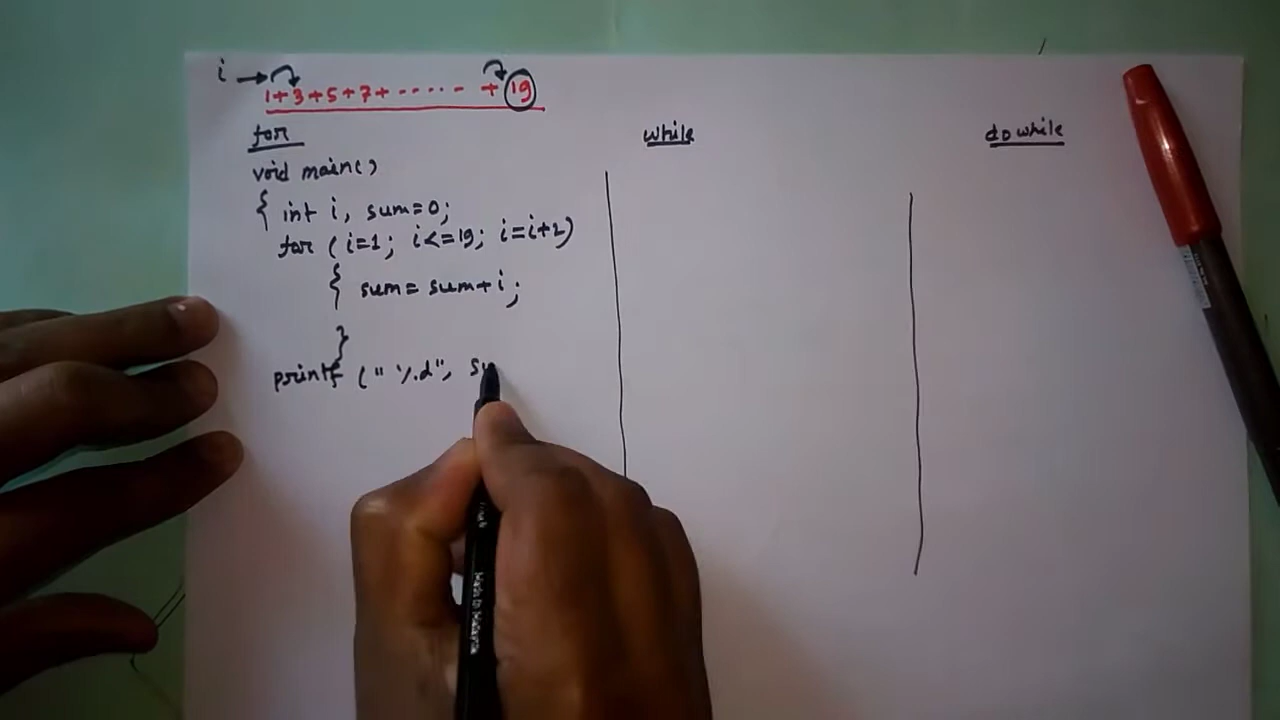 i → 1+3+5+7+ ..... + 19
for
void main()
{ int i, sum=0;
for (i=1; i<=19; i=i+2)
{ sum= sum+i;
}
printf (" %d", su
while
do while